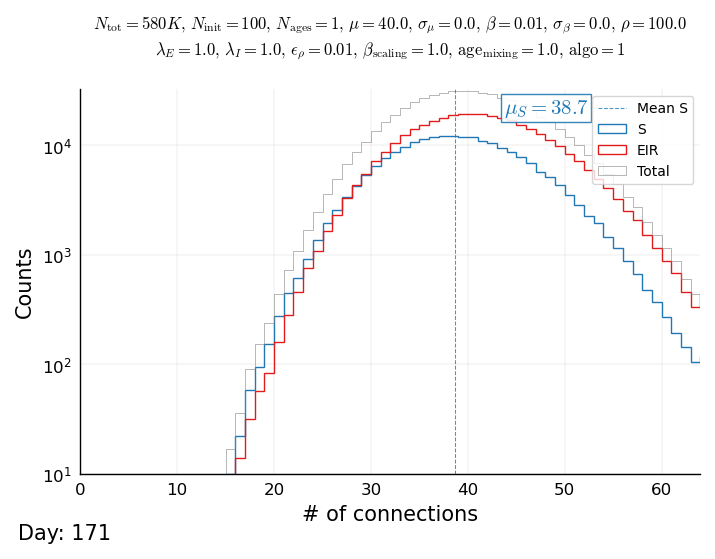 N_tot = 580K, N_init = 100, N_ages = 1, μ = 40.0, σ_μ = 0.0, β = 0.01, σ_β = 0.0, ρ = 100.0
λ_E = 1.0, λ_I = 1.0, ϵ_ρ = 0.01, β_scaling = 1.0, age_mixing = 1.0, algo = 1
μ_S = 38.7
Mean S
S
EIR
Total
10^4
10^3
10^2
10^1
Counts
0 10 20 30 40 50 60
# of connections
Day: 171